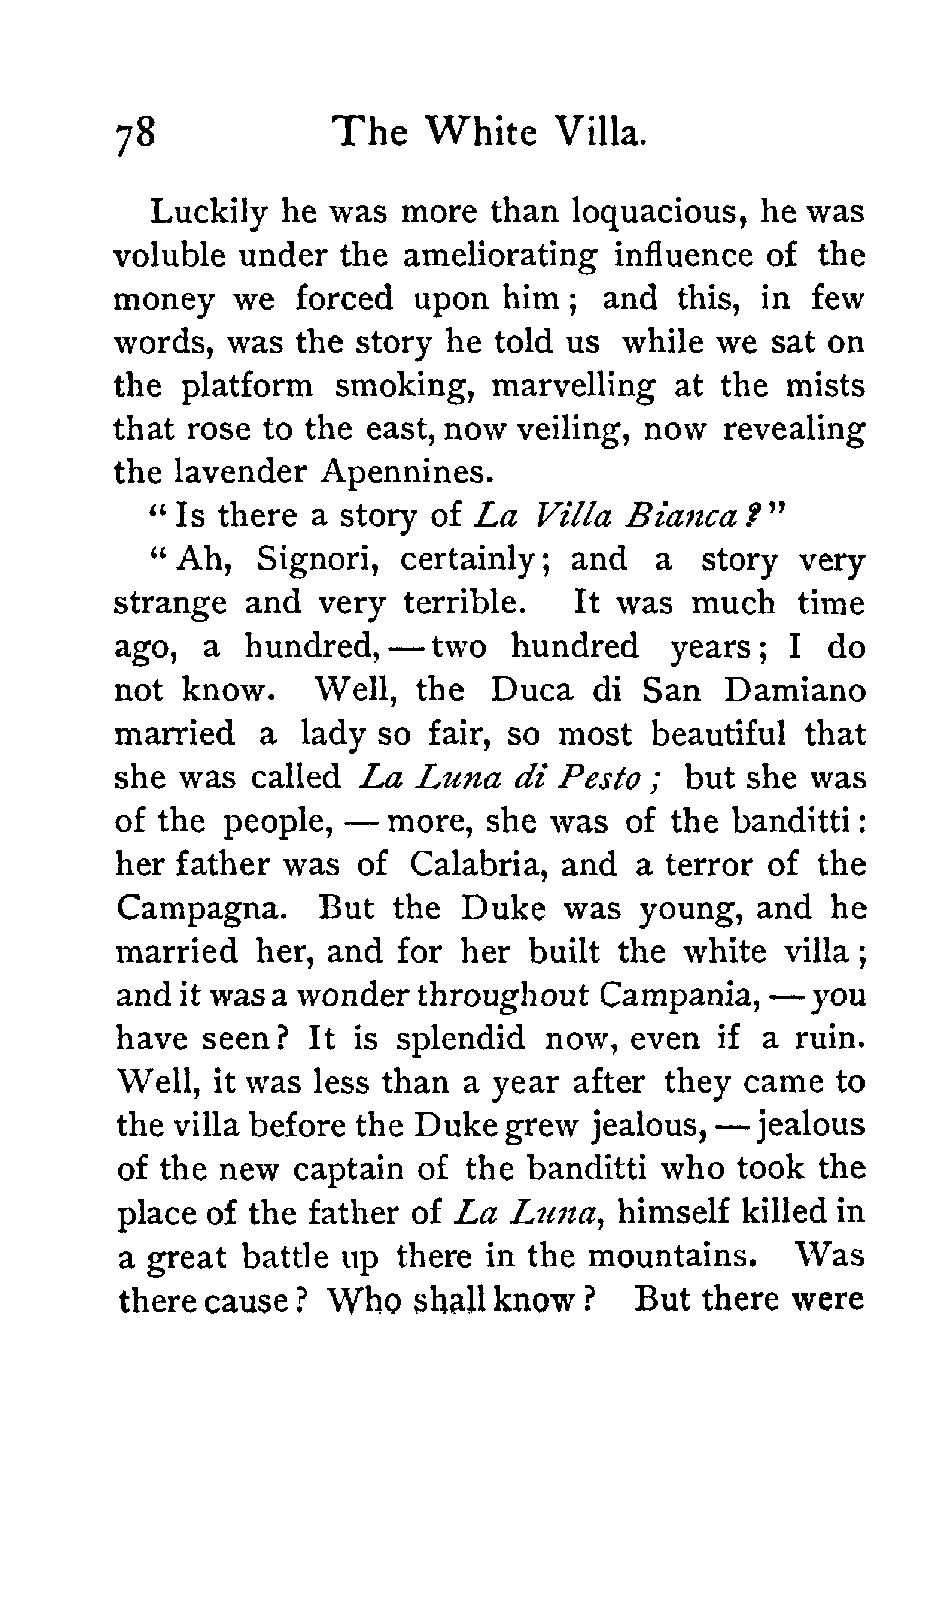 78 The White Villa.
Luckily he was more than loquacious, he was
voluble under the ameliorating influence of the
money we forced upon him; and this, in few
words, was the story he told us while we sat on
the platform smoking, marvelling at the mists
that rose to the east, now veiling, now revealing
the lavender Apennines.
"Is there a story of La Villa Bianca?"
"Ah, Signori, certainly; and a story very
strange and very terrible. It was much time
ago, a hundred,—two hundred years; I do
not know. Well, the Duca di San Damiano
married a lady so fair, so most beautiful that
she was called La Luna di Pesto; but she was
of the people,—more, she was of the banditti:
her father was of Calabria, and a terror of the
Campagna. But the Duke was young, and he
married her, and for her built the white villa;
and it was a wonder throughout Campania,—you
have seen? It is splendid now, even if a ruin.
Well, it was less than a year after they came to
the villa before the Duke grew jealous,—jealous
of the new captain of the banditti who took the
place of the father of La Luna, himself killed in
a great battle up there in the mountains. Was
there cause? Who shall know? But there were